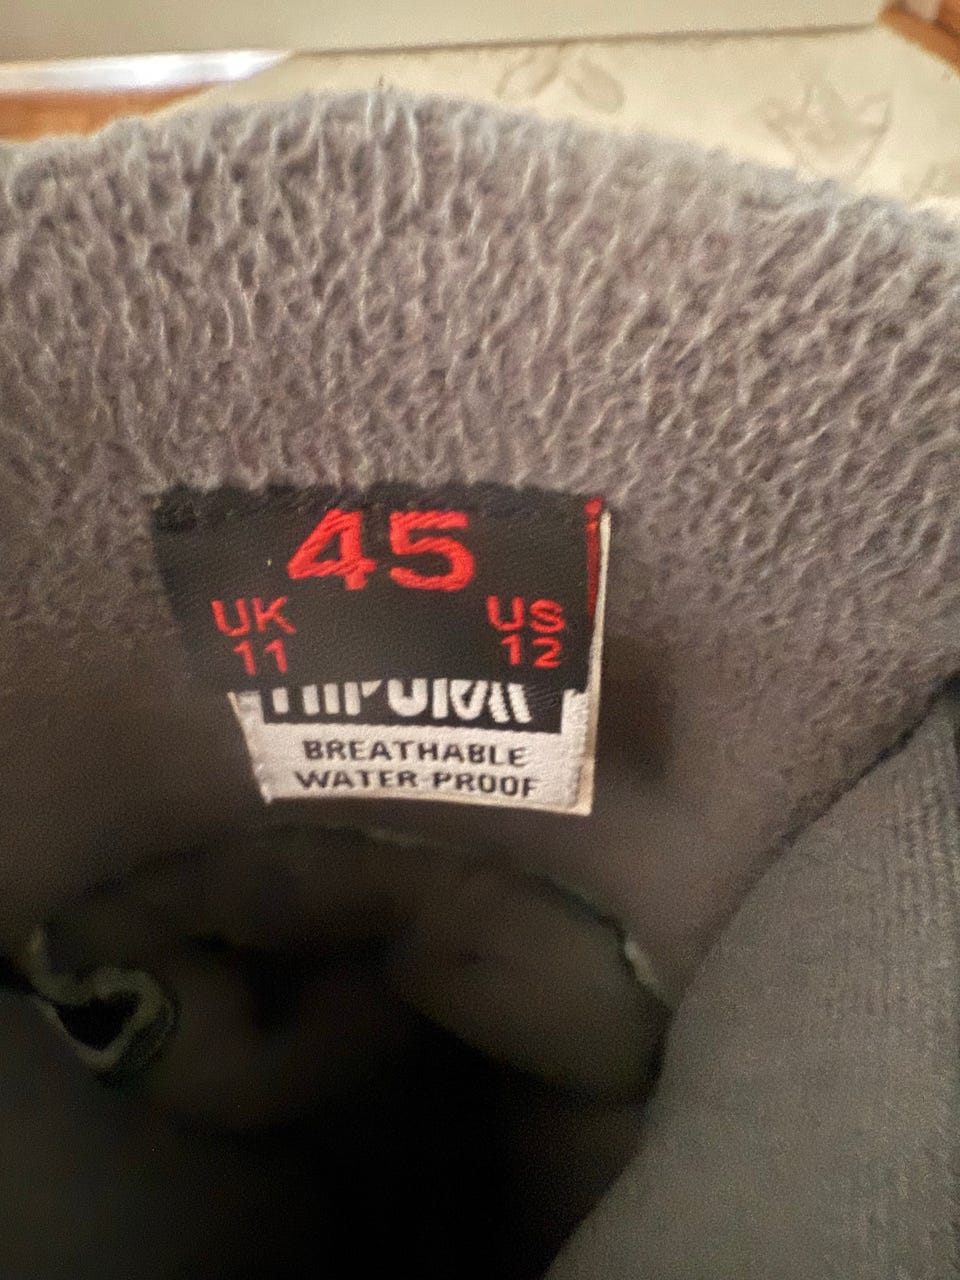 45
UK US
11 12
BREATHABLE
WATER-PROOF